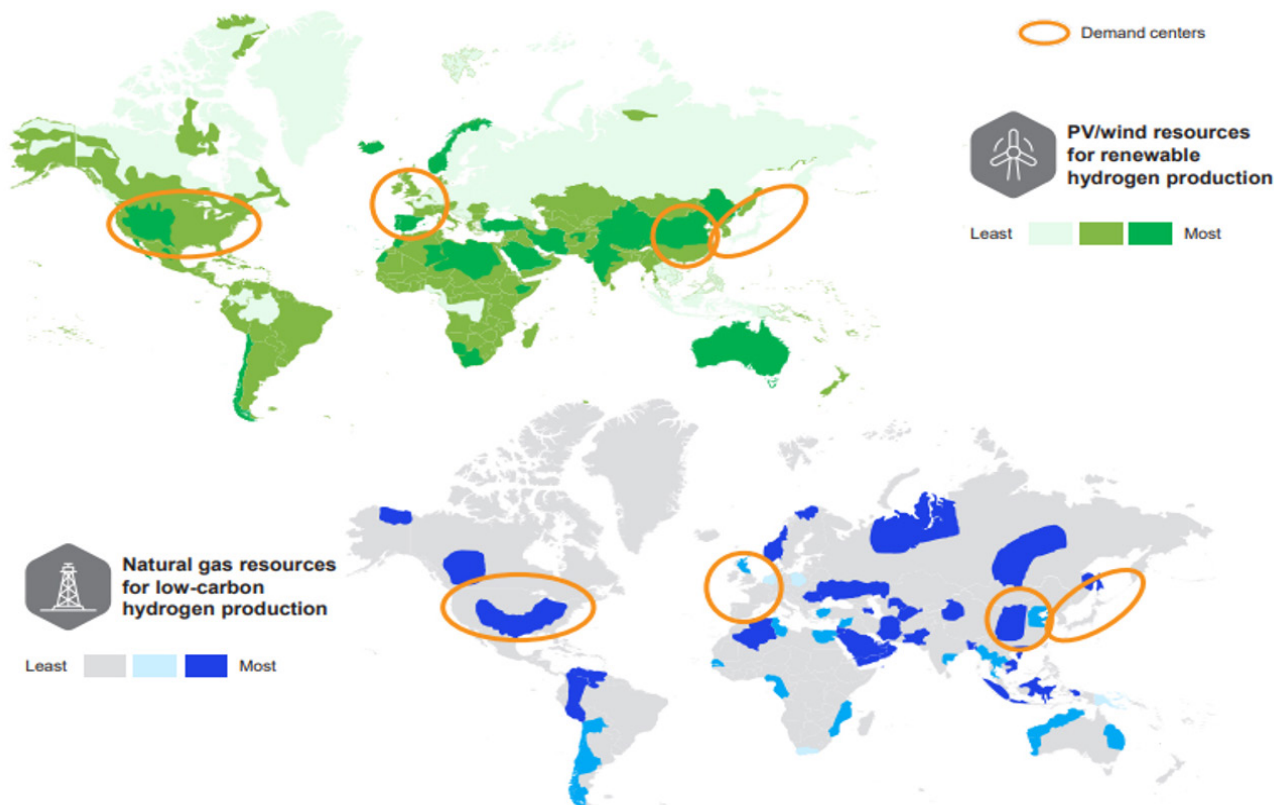 Demand centers
PV/wind resources
for renewable
hydrogen production
Least
Most
Natural gas resources
for low-carbon
hydrogen production
Least
Most